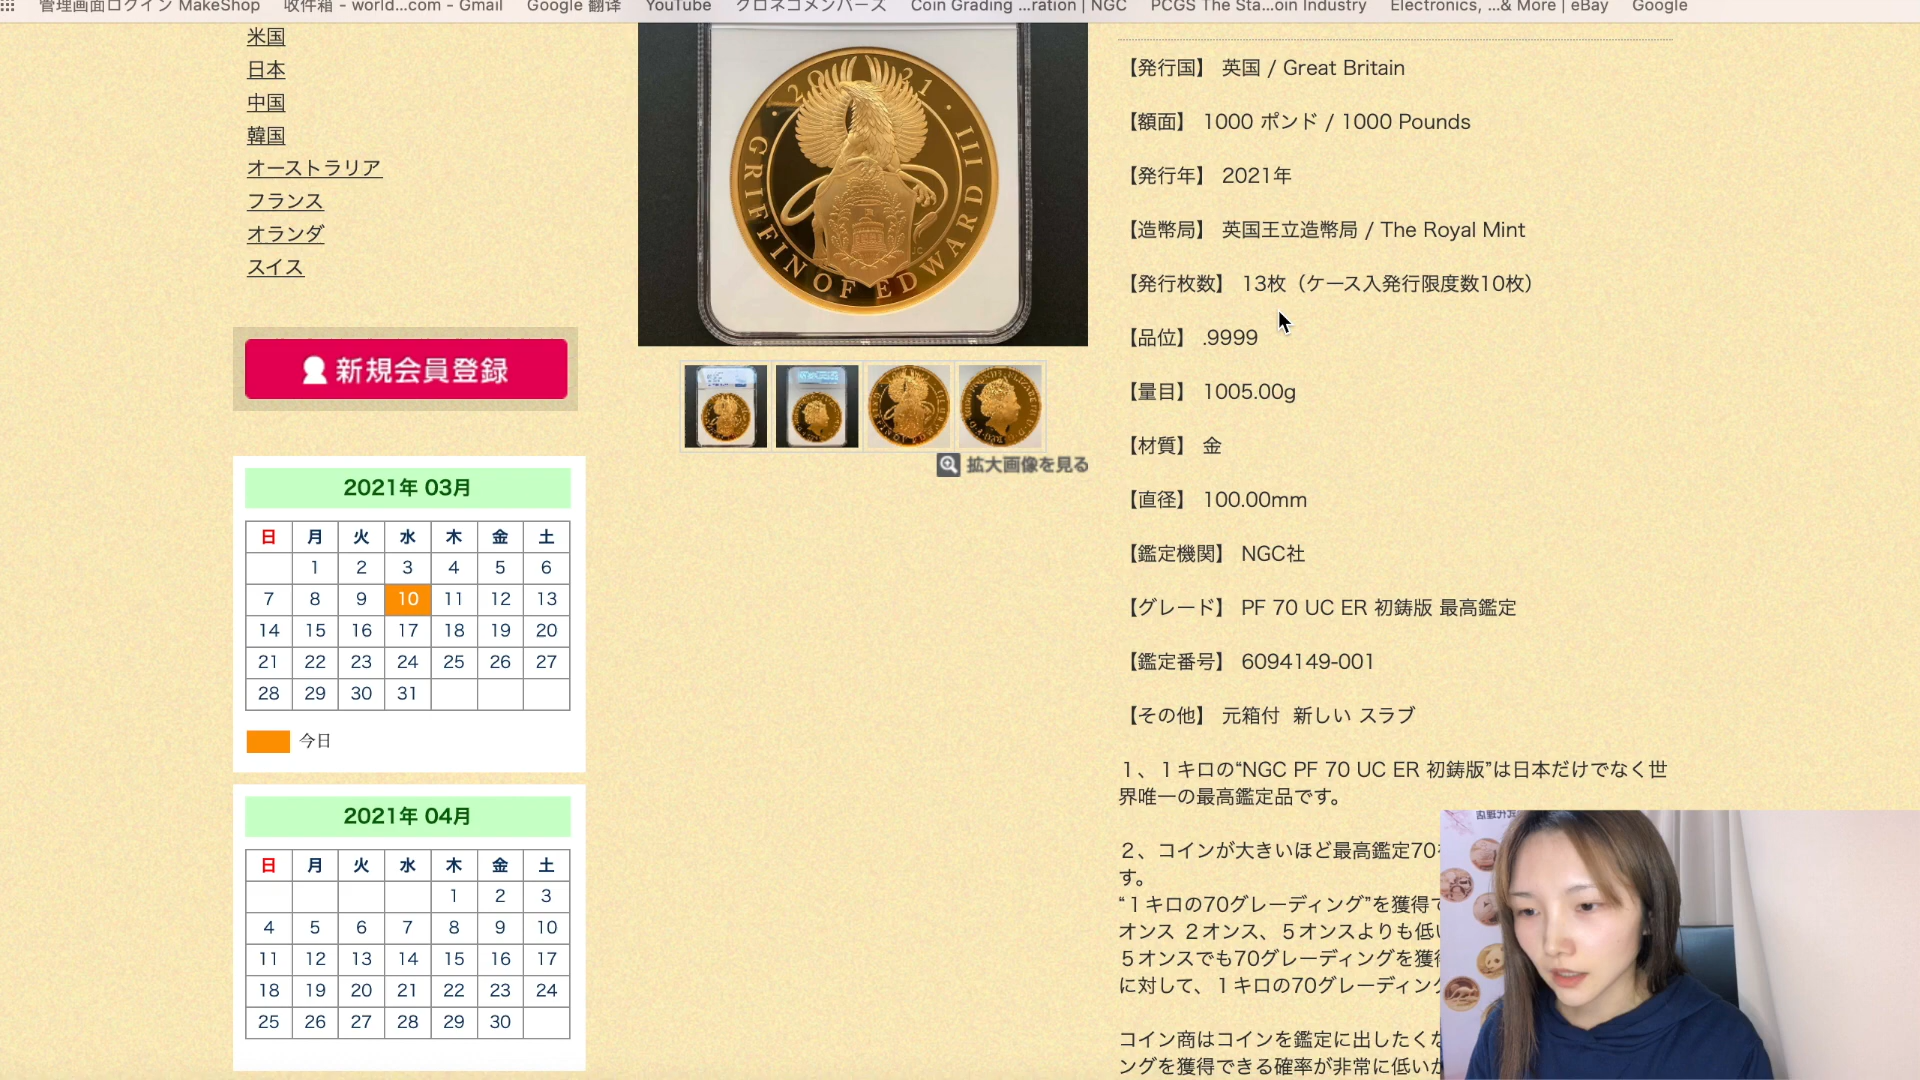 管理画面ログイン MakeShop 收件箱 - world...com - Gmail Google 翻译 YouTube クロネコメンバーズ Coin Grading ...ration | NGC PCGS The Sta...oin Industry Electronics, ...& More | eBay Google
米国
日本
中国
韓国
オーストラリア
フランス
オランダ
スイス
新規会員登録
2021年 03月
日 月 火 水 木 金 土
1 2 3 4 5 6
7 8 9 10 11 12 13
14 15 16 17 18 19 20
21 22 23 24 25 26 27
28 29 30 31
今日
2021年 04月
日 月 火 水 木 金 土
1 2 3
4 5 6 7 8 9 10
11 12 13 14 15 16 17
18 19 20 21 22 23 24
25 26 27 28 29 30
· 2021 ·
GRIFFIN OF EDWARD III
拡大画像を見る
【発行国】 英国 / Great Britain
【額面】 1000 ポンド / 1000 Pounds
【発行年】 2021年
【造幣局】 英国王立造幣局 / The Royal Mint
【発行枚数】 13枚（ケース入発行限度数10枚）
【品位】 .9999
【量目】 1005.00g
【材質】 金
【直径】 100.00mm
【鑑定機関】 NGC社
【グレード】 PF 70 UC ER 初鋳版 最高鑑定
【鑑定番号】 6094149-001
【その他】 元箱付 新しい スラブ
１、１キロの“NGC PF 70 UC ER 初鋳版”は日本だけでなく世
界唯一の最高鑑定品です。
２、コインが大きいほど最高鑑定70
す。
“１キロの70グレーディング”を獲得
オンス ２オンス、５オンスよりも低
５オンスでも70グレーディングを獲
に対して、１キロの70グレーディン
コイン商はコインを鑑定に出したく
ングを獲得できる確率が非常に低い